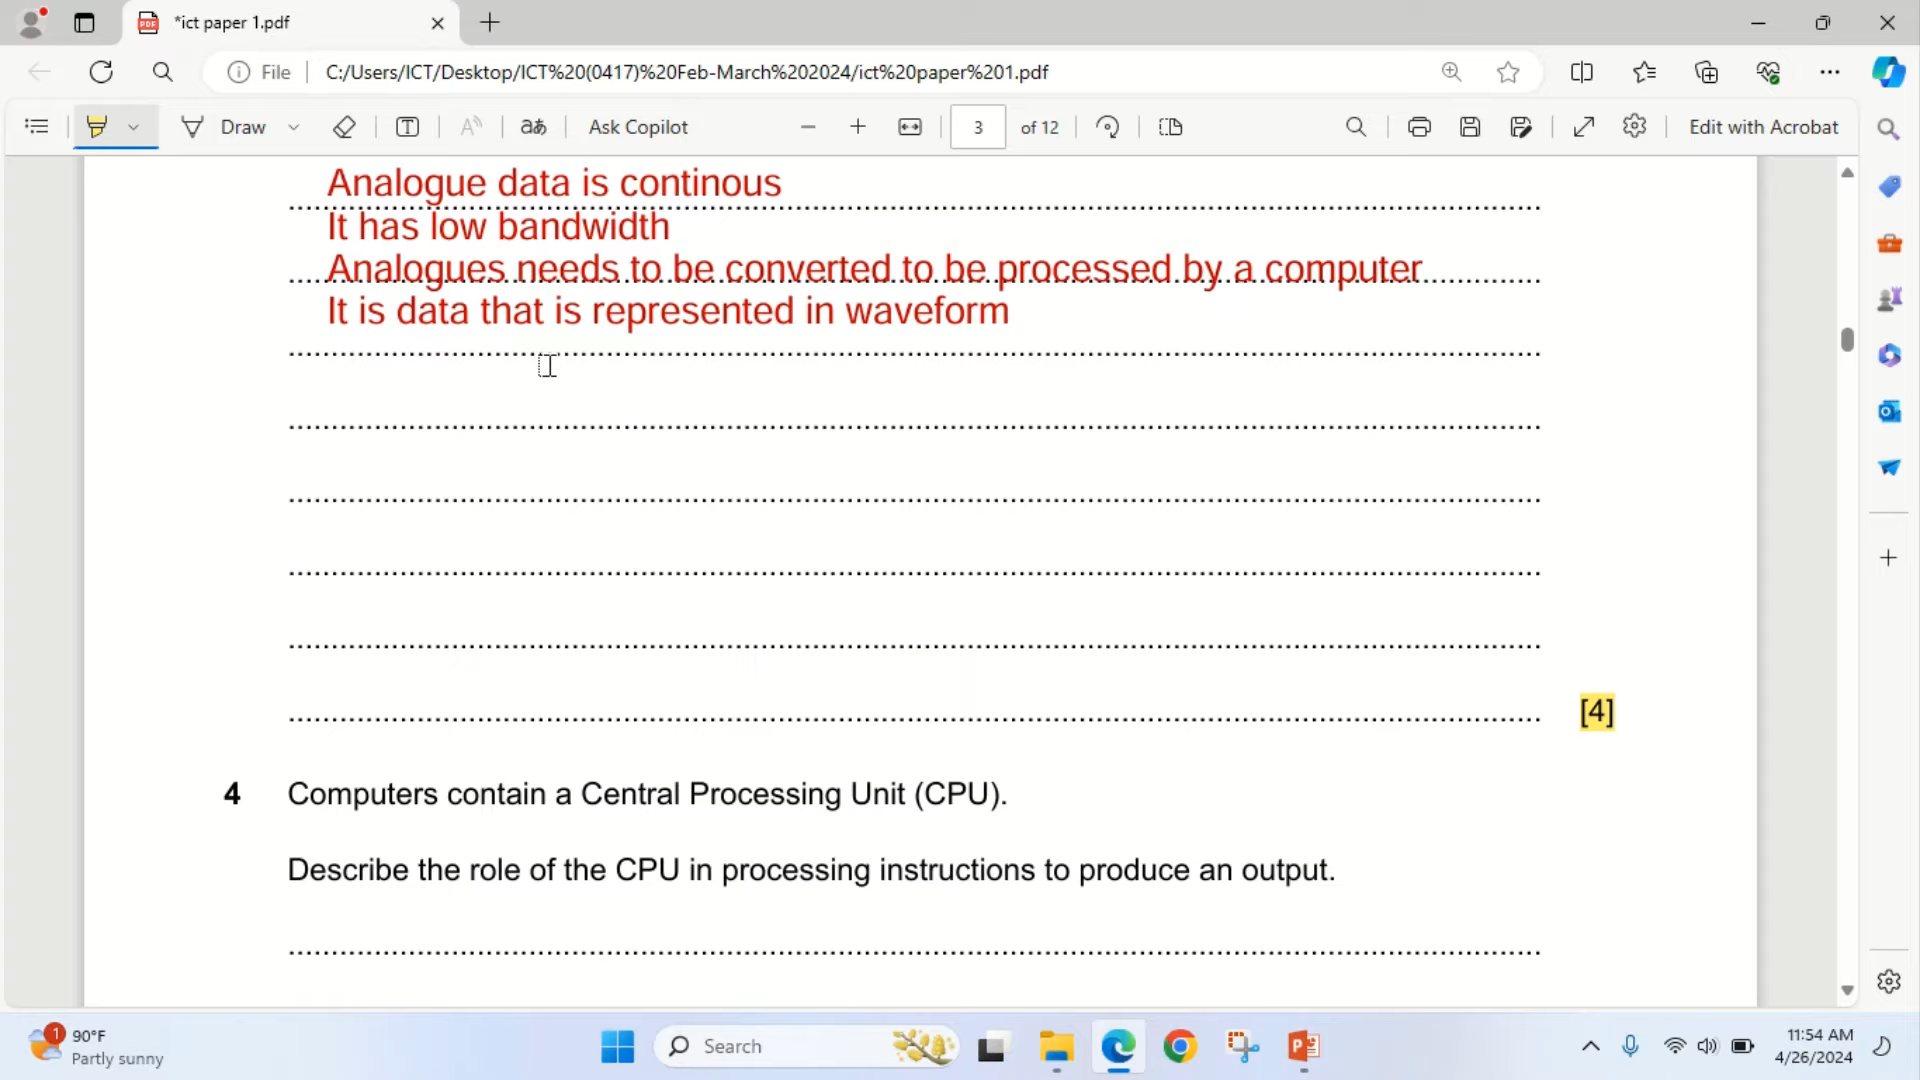 *ict paper 1.pdf
File
C:/Users/ICT/Desktop/ICT%20(0417)%20Feb-March%202024/ict%20paper%201.pdf
Draw
aあ
Ask Copilot
3 of 12
Edit with Acrobat
Analogue data is continous
It has low bandwidth
Analogues needs to be converted to be processed by a computer
It is data that is represented in waveform
[4]
4 Computers contain a Central Processing Unit (CPU).
Describe the role of the CPU in processing instructions to produce an output.
1
90°F
Partly sunny
Search
11:54 AM
4/26/2024